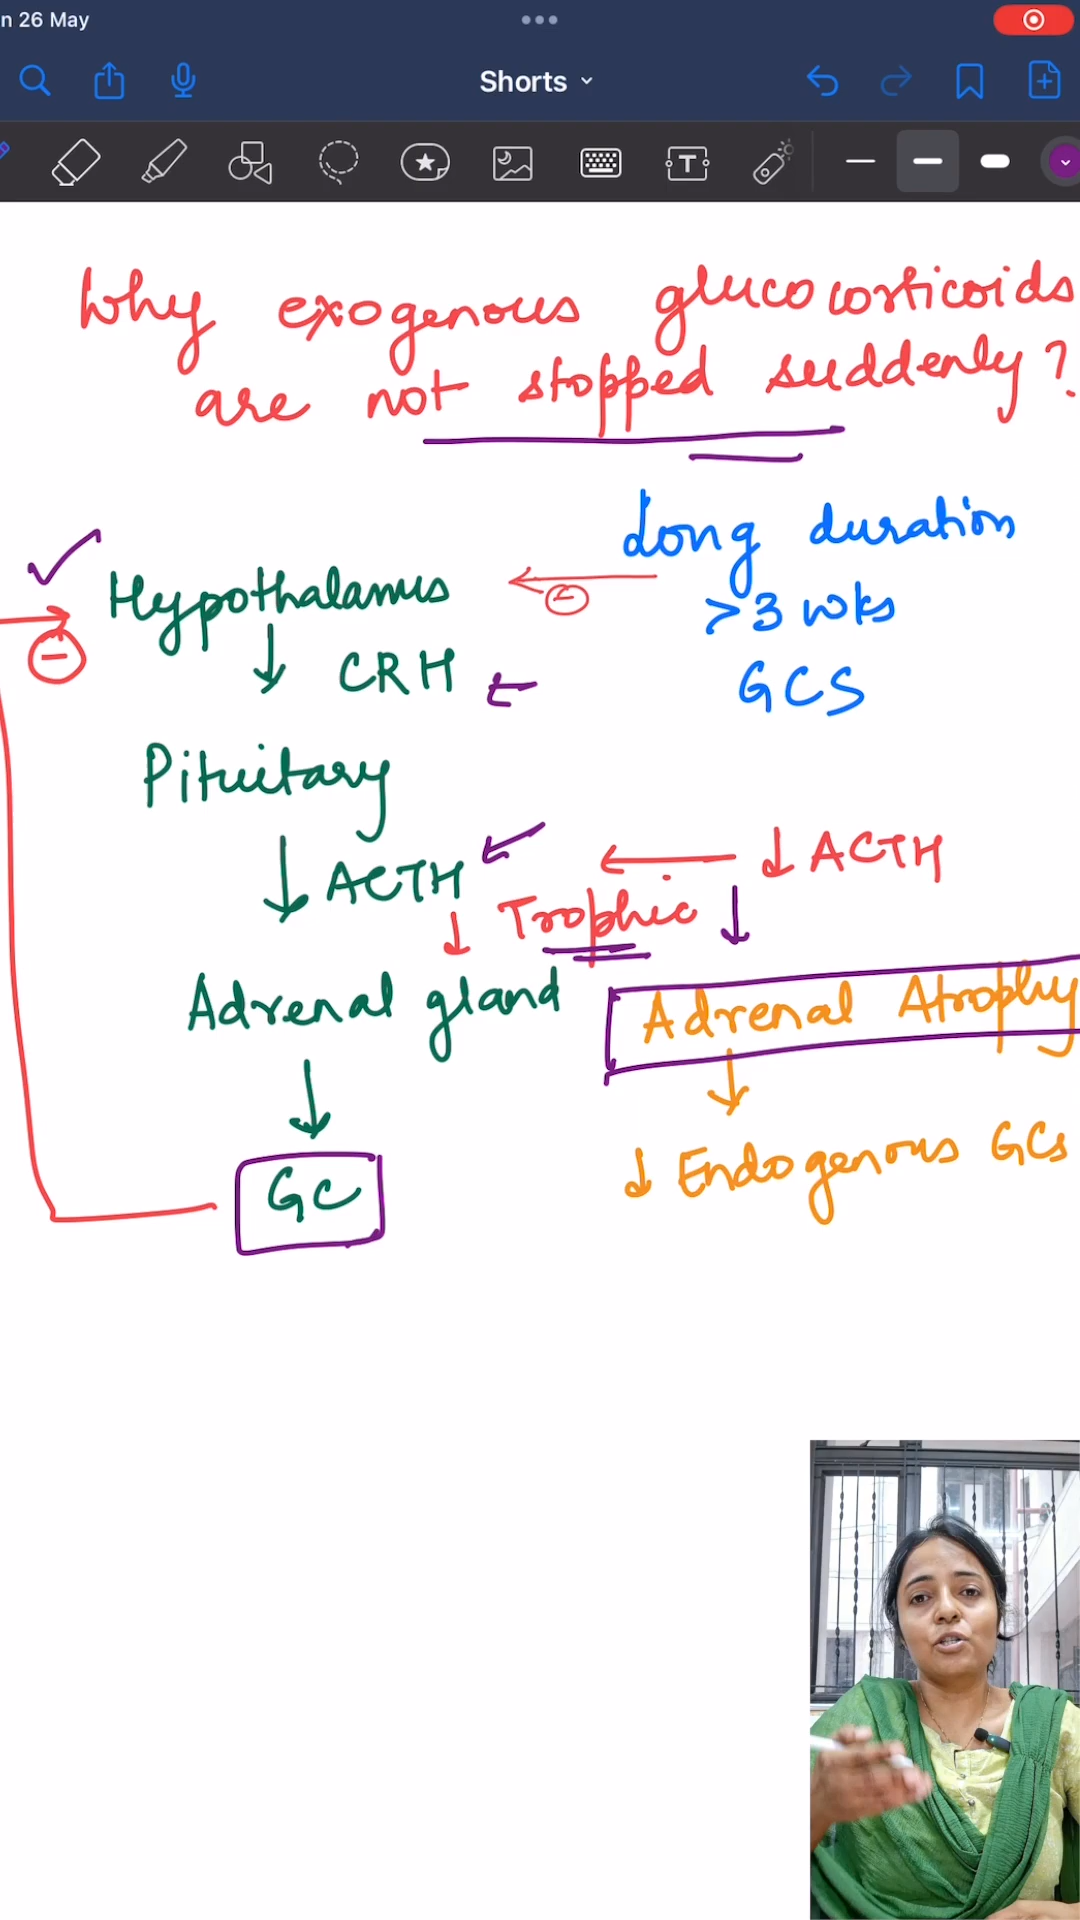 n 26 May
Shorts
T
Why exogenous glucocorticoids
are not stopped suddenly?
Long duration
>3 wks
GCS
Hypothalamus
CRH
Pituitary
ACTH
↓ ACTH
↓ Trophic
Adrenal gland
Adrenal Atrophy
↓ Endogenous GCs
GC